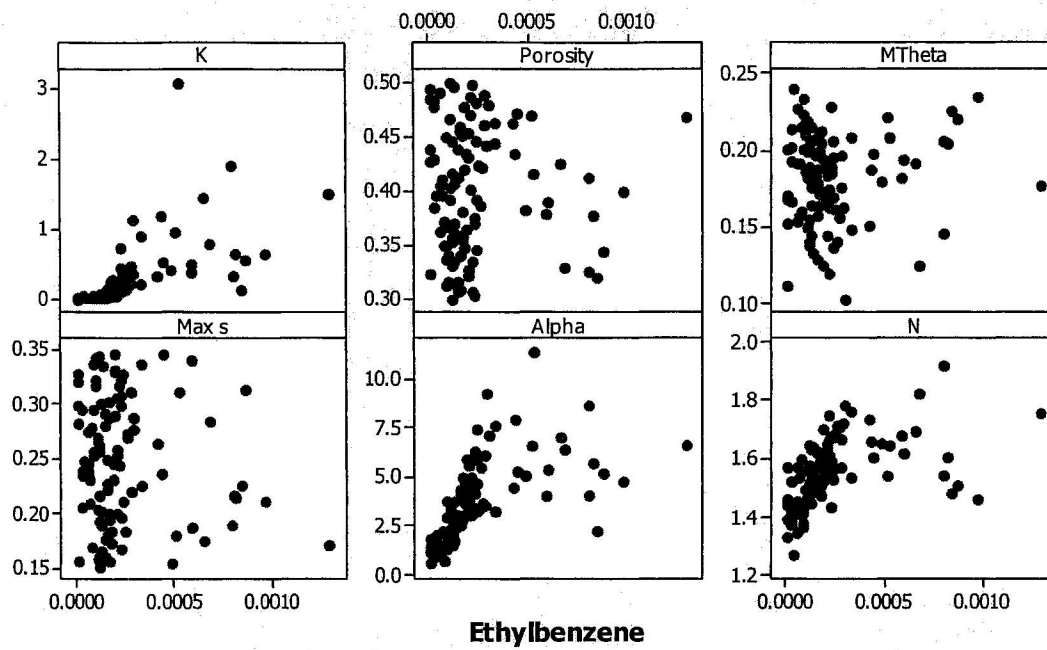 0.0000 0.0005 0.0010
K Porosity MTheta
3 0.50 0.25
2 0.45 0.20
1 0.40 0.15
0 0.35 0.10
0.30
Max s Alpha N
0.35 10.0 2.0
0.30 7.5 1.8
0.25 5.0 1.6
0.20 2.5 1.4
0.15 0.0 1.2
0.0000 0.0005 0.0010 0.0000 0.0005 0.0010
Ethylbenzene